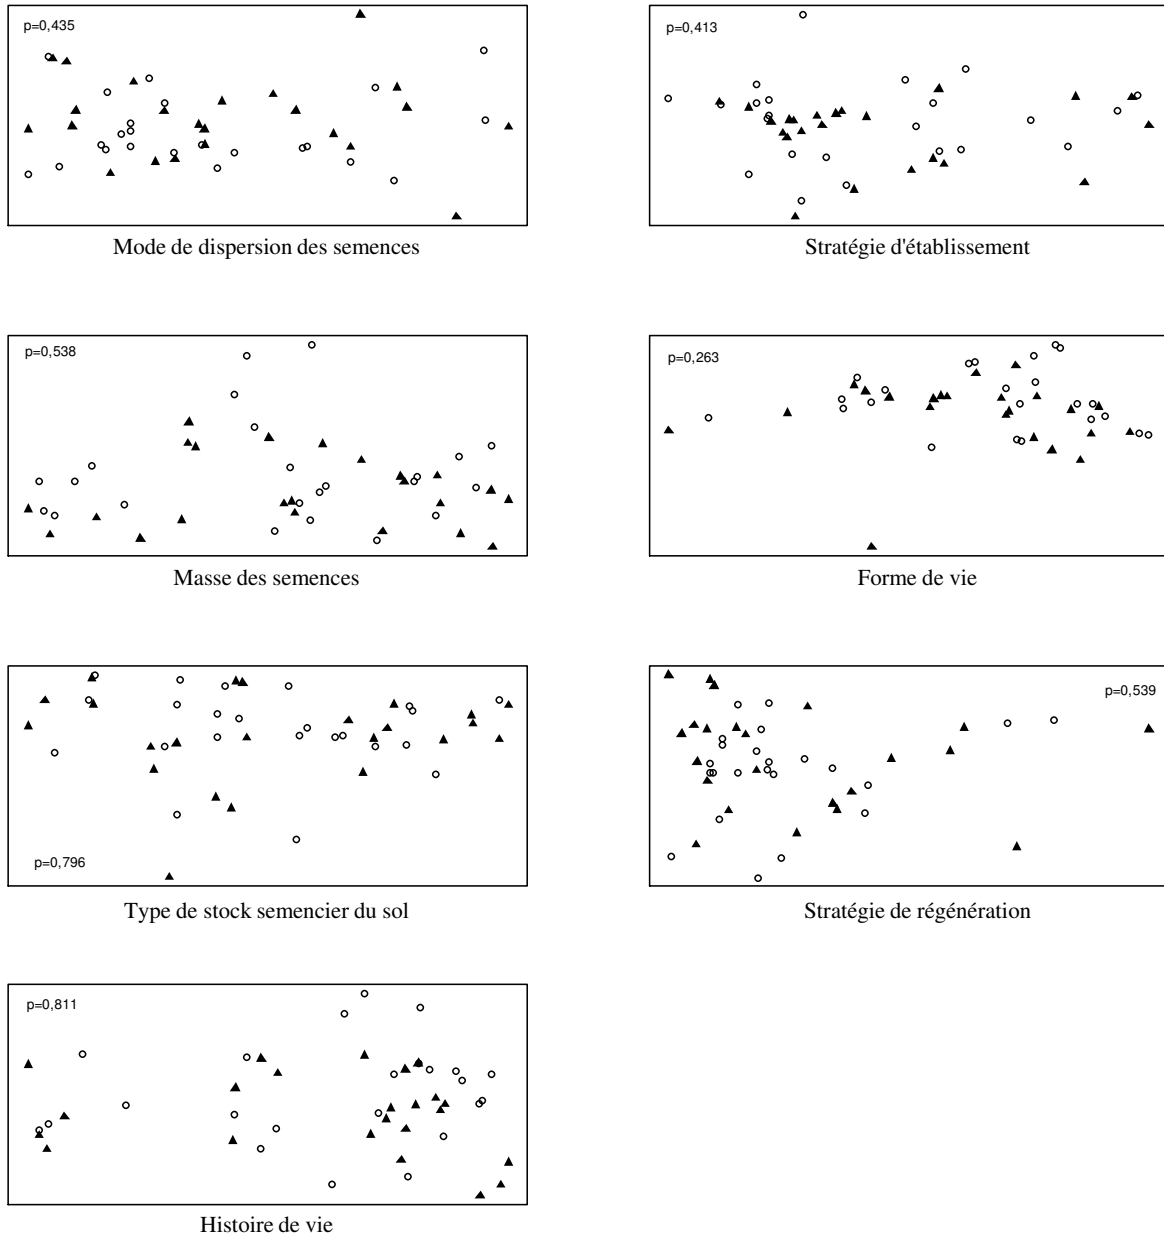 p=0,435
Mode de dispersion des semences
p=0,413
Stratégie d'établissement
p=0,538
Masse des semences
p=0,263
Forme de vie
p=0,796
Type de stock semencier du sol
p=0,539
Stratégie de régénération
p=0,811
Histoire de vie